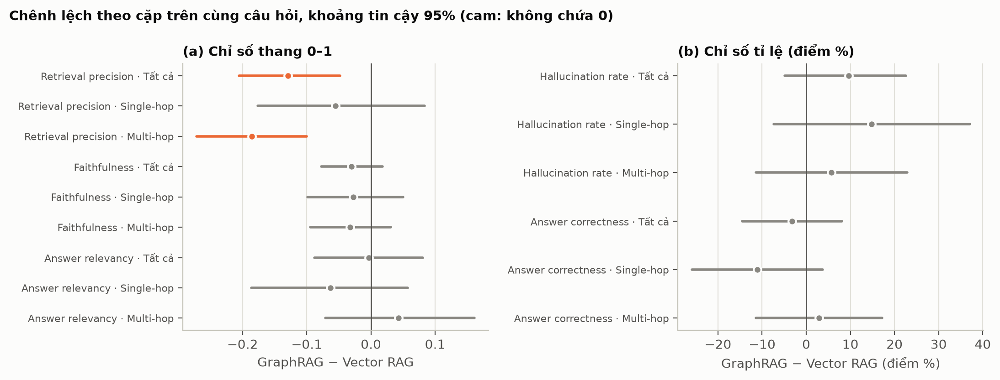 Chênh lệch theo cặp trên cùng câu hỏi, khoảng tin cậy 95% (cam: không chứa 0)
(a) Chỉ số thang 0–1
Retrieval precision · Tất cả
Retrieval precision · Single-hop
Retrieval precision · Multi-hop
Faithfulness · Tất cả
Faithfulness · Single-hop
Faithfulness · Multi-hop
Answer relevancy · Tất cả
Answer relevancy · Single-hop
Answer relevancy · Multi-hop
−0.2 −0.1 0.0 0.1
GraphRAG − Vector RAG
(b) Chỉ số tỉ lệ (điểm %)
Hallucination rate · Tất cả
Hallucination rate · Single-hop
Hallucination rate · Multi-hop
Answer correctness · Tất cả
Answer correctness · Single-hop
Answer correctness · Multi-hop
−20 −10 0 10 20 30 40
GraphRAG − Vector RAG (điểm %)